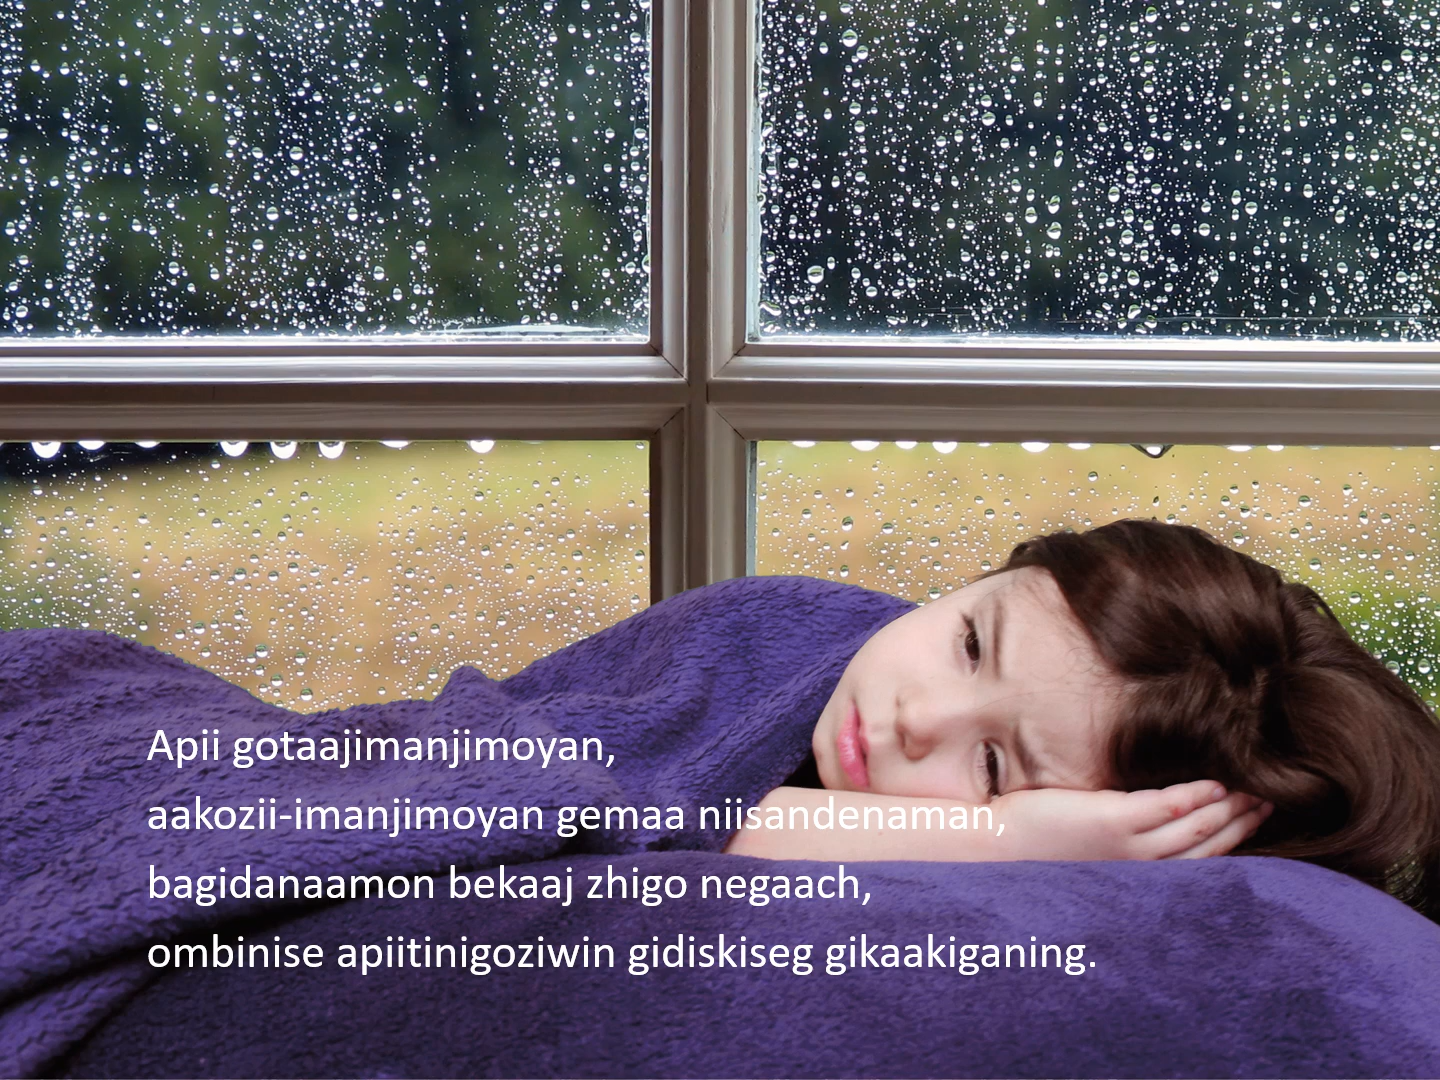 Apii gotaajimanjimoyan,
aakozii-imanjimoyan gemaa niisandenaman,
bagidanaamon bekaaj zhigo negaach,
ombinise apiitinigoziwin gidiskiseg gikaakiganing.